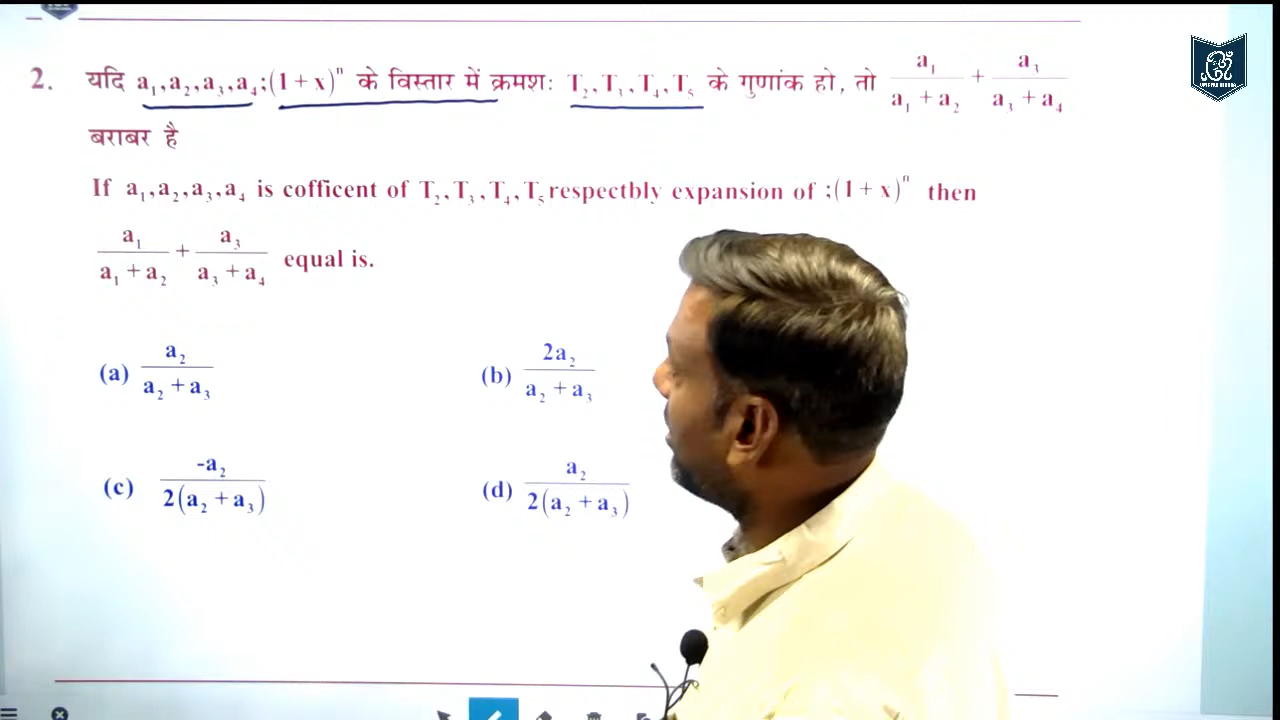 2. यदि a₁,a₂,a₃,a₄;(1+x)ⁿ के विस्तार में क्रमशः T₂,T₃,T₄,T₅ के गुणांक हो, तो a₁/(a₁+a₂) + a₃/(a₃+a₄)
बराबर है
If a₁,a₂,a₃,a₄ is cofficent of T₂,T₃,T₄,T₅ respectbly expansion of ;(1+x)ⁿ then
a₁/(a₁+a₂) + a₃/(a₃+a₄) equal is.
(a) a₂/(a₂+a₃) (b) 2a₂/(a₂+a₃)
(c) -a₂/2(a₂+a₃) (d) a₂/2(a₂+a₃)